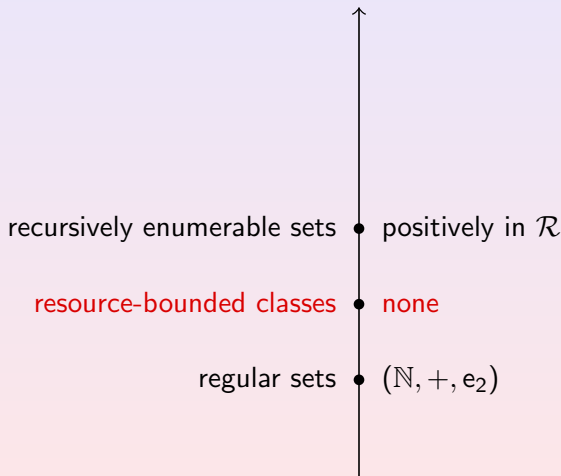 recursively enumerable sets positively in ℛ
resource-bounded classes none
regular sets (ℕ, +, e₂)